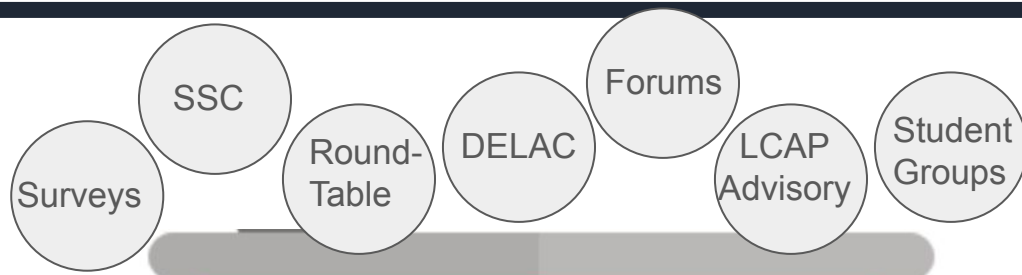 Surveys
SSC
Round-
Table
DELAC
Forums
LCAP
Advisory
Student
Groups